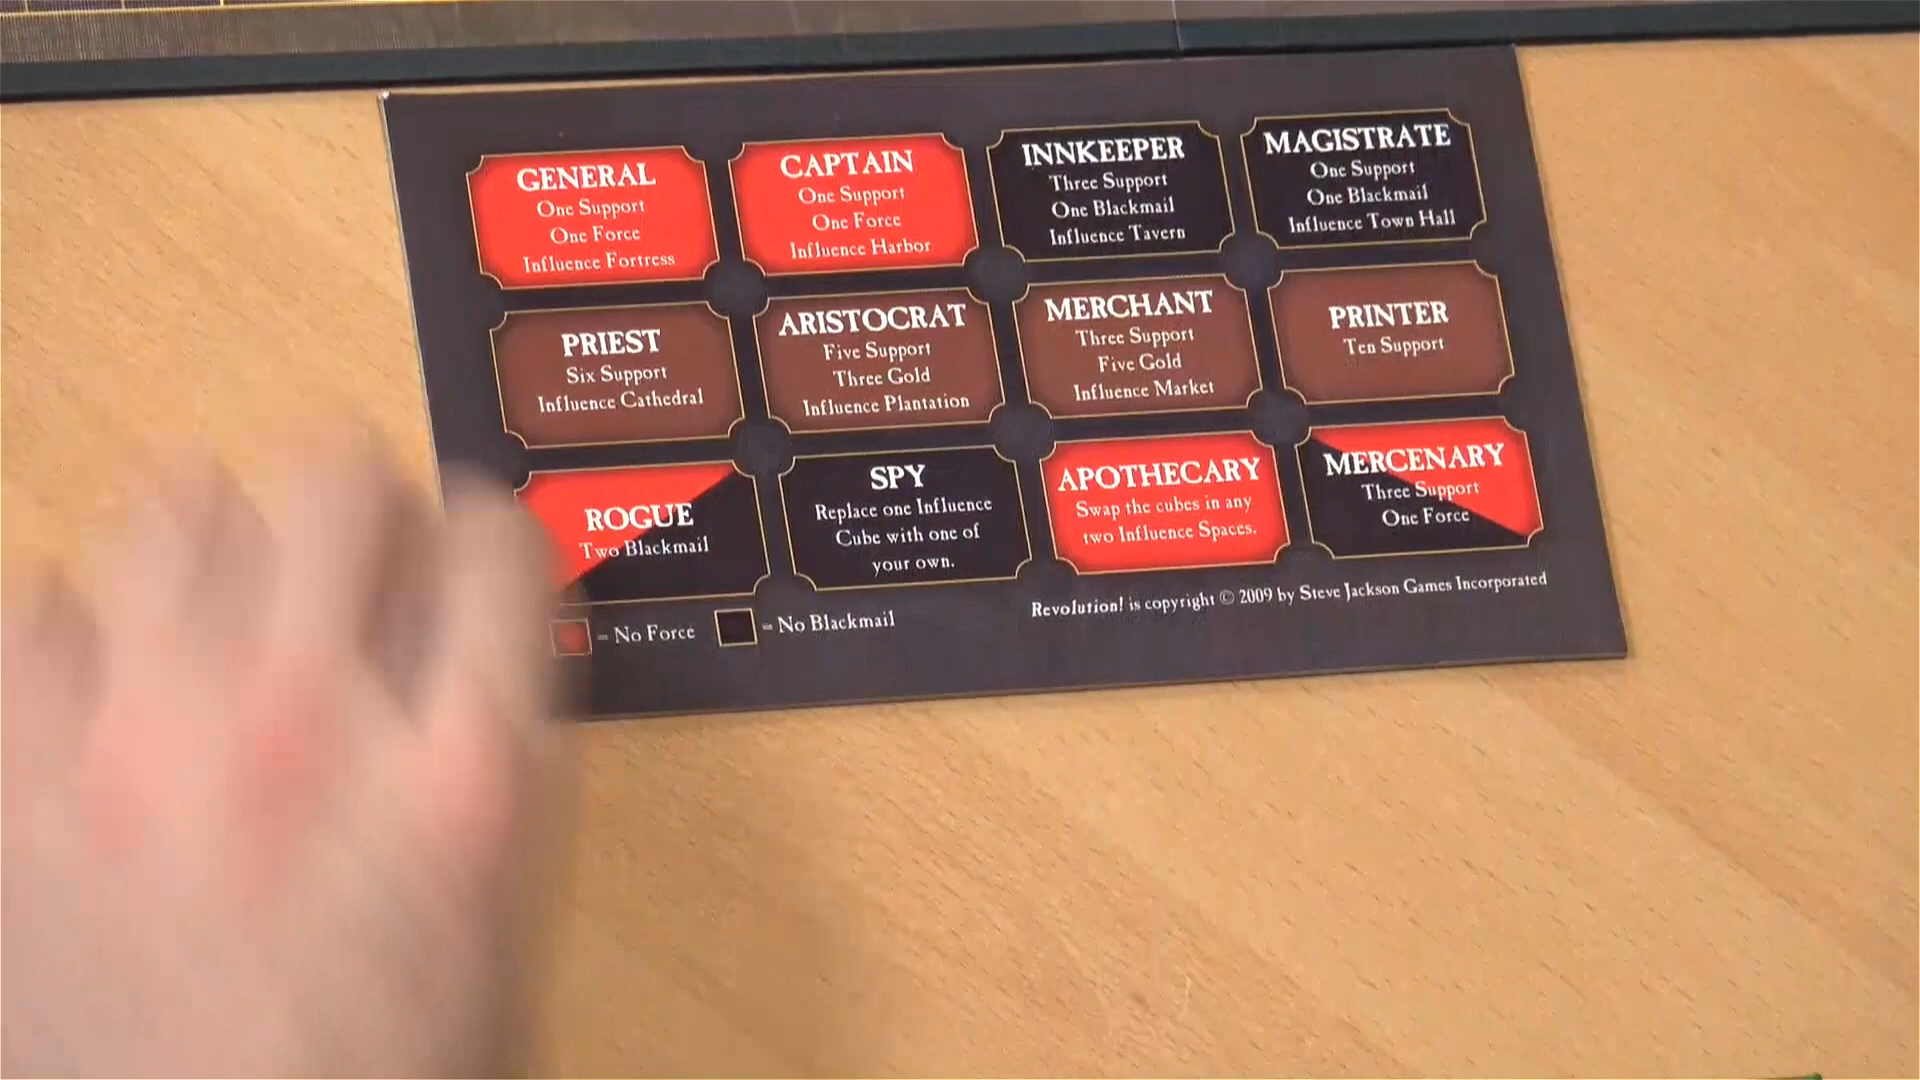 GENERAL
One Support
One Force
Influence Fortress
CAPTAIN
One Support
One Force
Influence Harbor
INNKEEPER
Three Support
One Blackmail
Influence Tavern
MAGISTRATE
One Support
One Blackmail
Influence Town Hall
PRIEST
Six Support
Influence Cathedral
ARISTOCRAT
Five Support
Three Gold
Influence Plantation
MERCHANT
Three Support
Five Gold
Influence Market
PRINTER
Ten Support
ROGUE
Two Blackmail
SPY
Replace one Influence
Cube with one of
your own.
APOTHECARY
Swap the cubes in any
two Influence Spaces.
MERCENARY
Three Support
One Force
= No Force
= No Blackmail
Revolution! is copyright © 2009 by Steve Jackson Games Incorporated